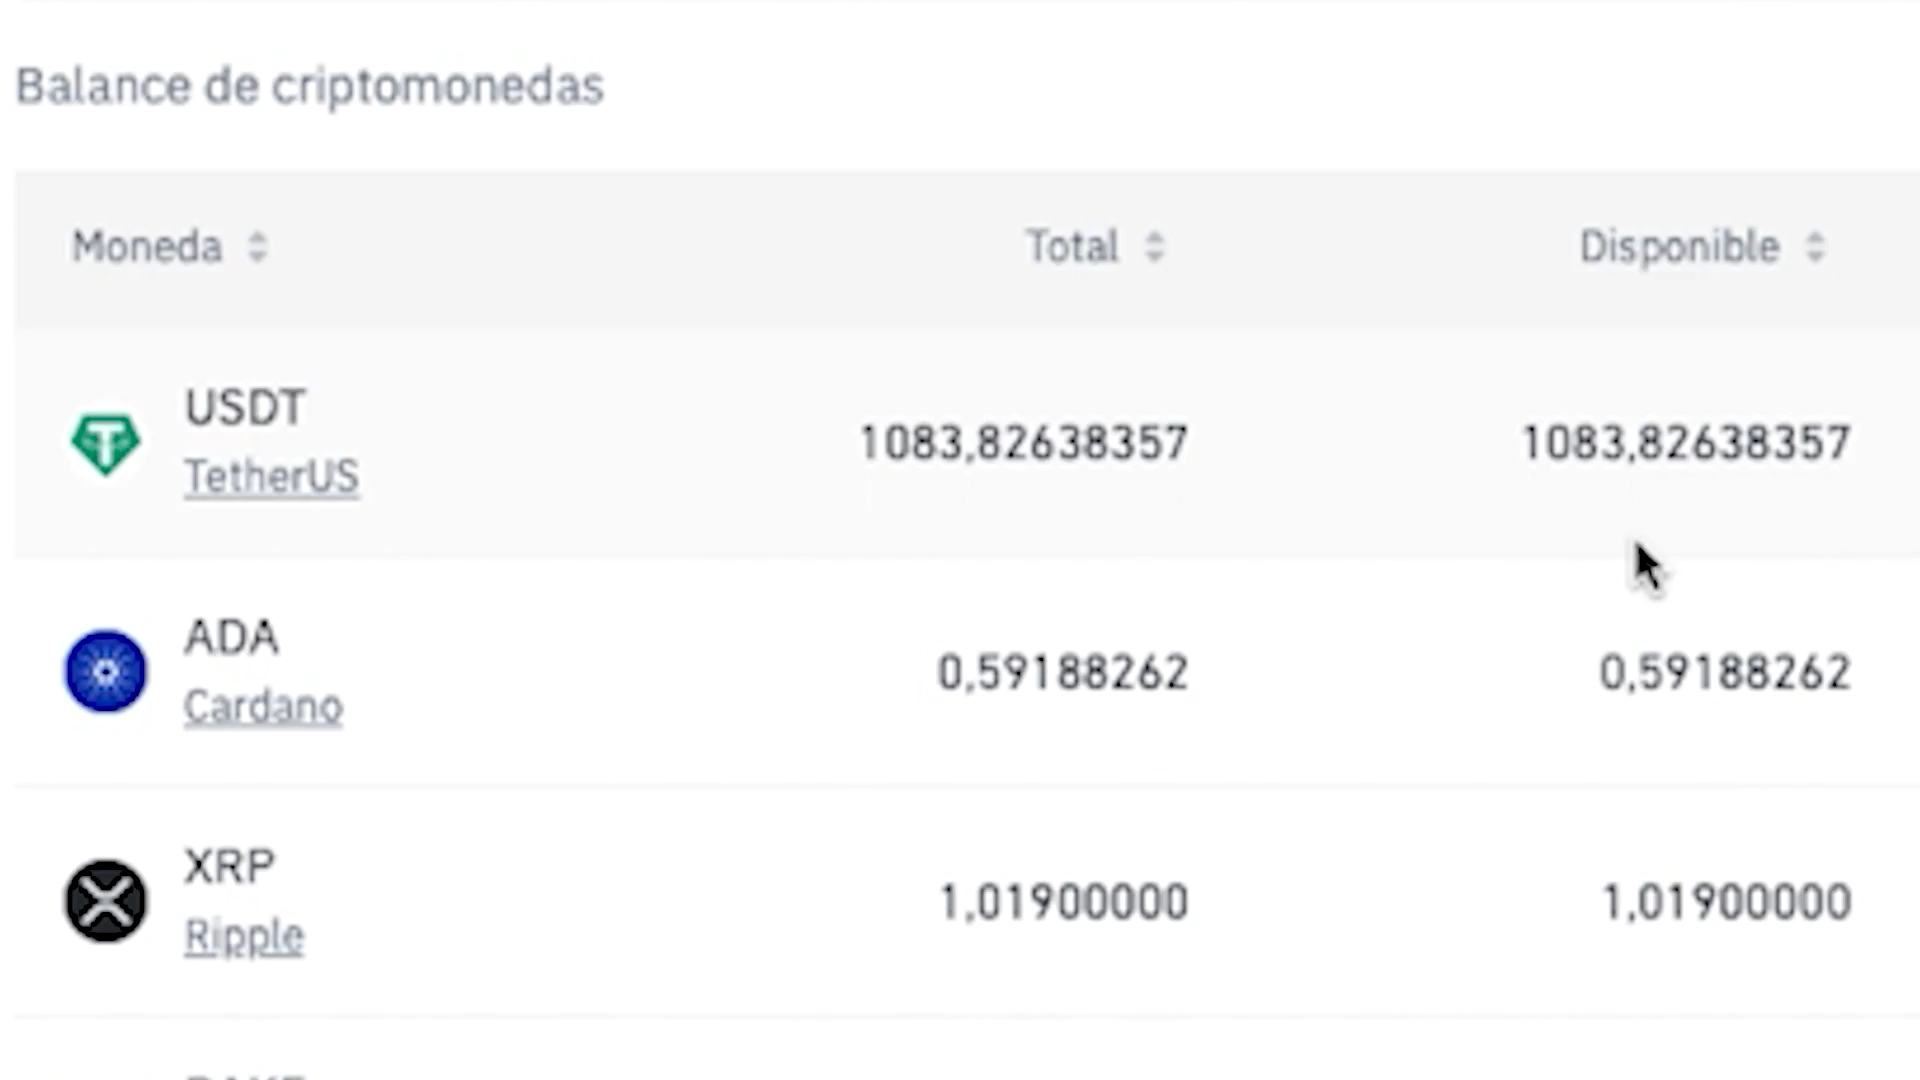 Balance de criptomonedas
Moneda Total Disponible
USDT
TetherUS
1083,82638357 1083,82638357
ADA
Cardano
0,59188262 0,59188262
XRP
Ripple
1,01900000 1,01900000